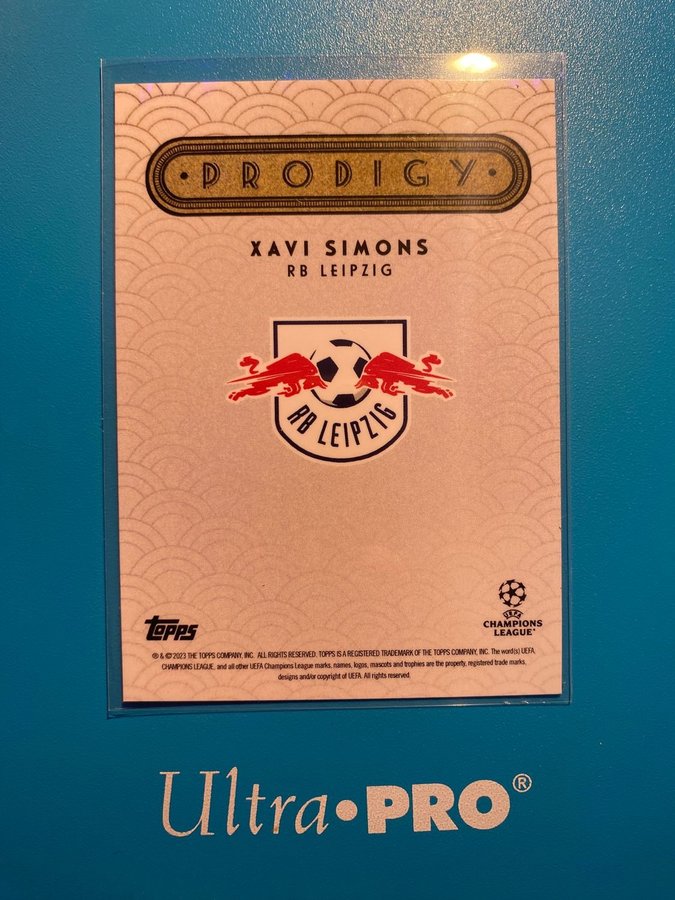 PRODIGY
XAVI SIMONS
RB LEIPZIG
RB LEIPZIG
topps
UEFA
CHAMPIONS
LEAGUE®
® & © 2023 THE TOPPS COMPANY, INC. ALL RIGHTS RESERVED. TOPPS IS A REGISTERED TRADEMARK OF THE TOPPS COMPANY, INC. The word(s) UEFA,
CHAMPIONS LEAGUE, and all other UEFA Champions League marks, names, logos, mascots and trophies are the property, registered trade marks,
designs and/or copyright of UEFA. All rights reserved.
Ultra•PRO®